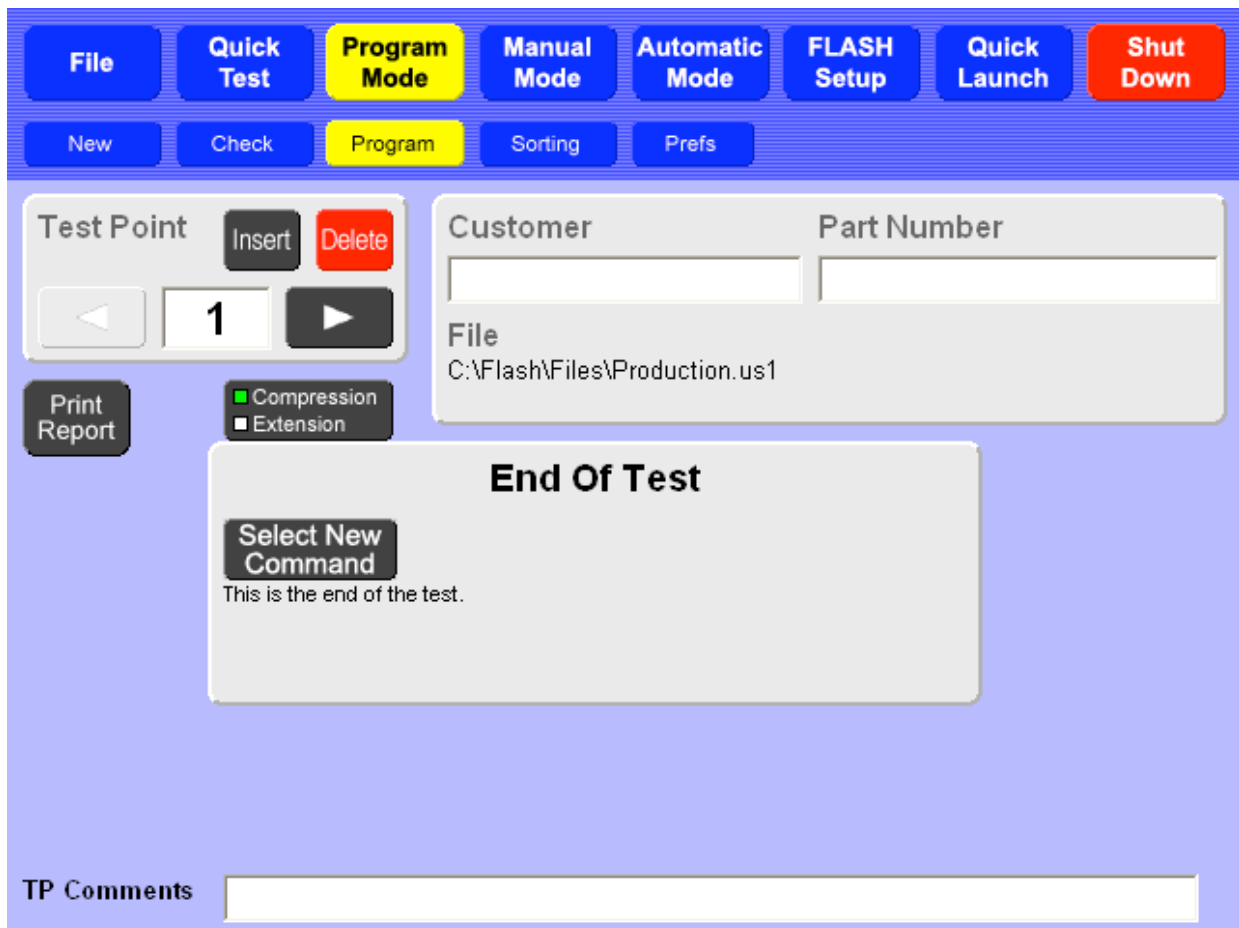 File
Quick
Test
Program
Mode
Manual
Mode
Automatic
Mode
FLASH
Setup
Quick
Launch
Shut
Down
New
Check
Program
Sorting
Prefs
Test Point
Insert
Delete
1
Customer
Part Number
File
C:\Flash\Files\Production.us1
Print
Report
Compression
Extension
End Of Test
Select New
Command
This is the end of the test.
TP Comments